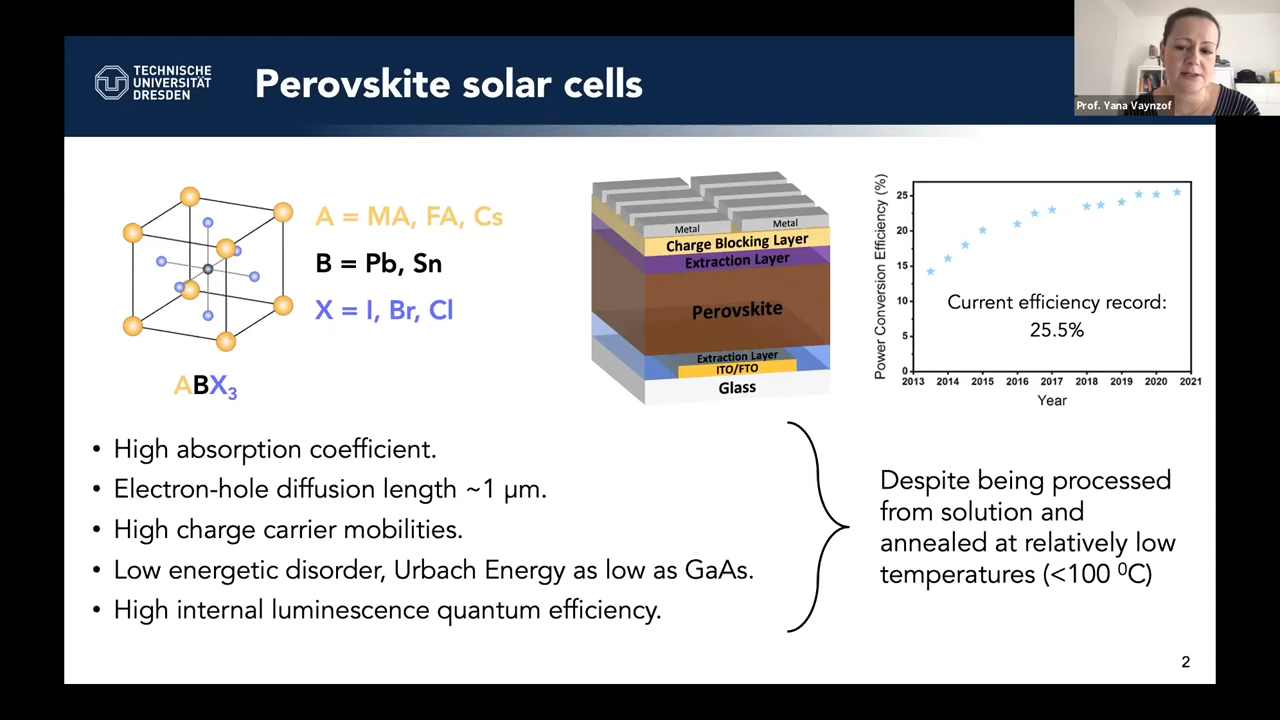 TECHNISCHE
UNIVERSITÄT
DRESDEN
Perovskite solar cells
Prof. Yana Vaynzof
A = MA, FA, Cs
B = Pb, Sn
X = I, Br, Cl
ABX₃
Metal
Metal
Charge Blocking Layer
Extraction Layer
Perovskite
Extraction Layer
ITO/FTO
Glass
Power Conversion Efficiency (%)
25
20
15
10
5
0
Current efficiency record:
25.5%
2013 2014 2015 2016 2017 2018 2019 2020 2021
Year
• High absorption coefficient.
• Electron-hole diffusion length ~1 µm.
• High charge carrier mobilities.
• Low energetic disorder, Urbach Energy as low as GaAs.
• High internal luminescence quantum efficiency.
Despite being processed
from solution and
annealed at relatively low
temperatures (<100 ⁰C)
2